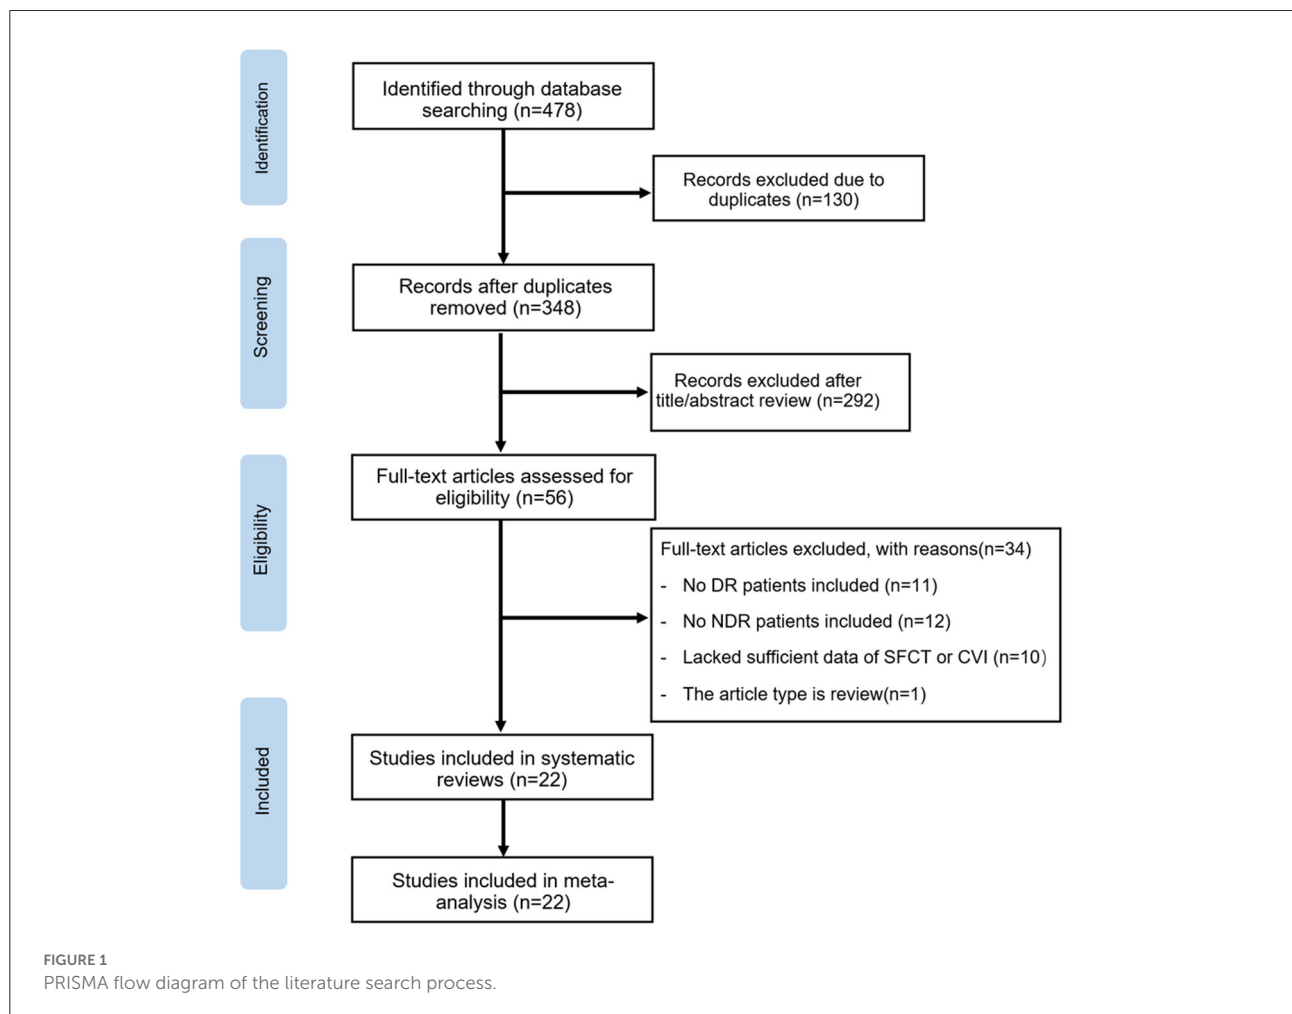 Identification
Identified through database
searching (n=478)
Records excluded due to
duplicates (n=130)
Screening
Records after duplicates
removed (n=348)
Records excluded after
title/abstract review (n=292)
Eligibility
Full-text articles assessed for
eligibility (n=56)
Full-text articles excluded, with reasons(n=34)
- No DR patients included (n=11)
- No NDR patients included (n=12)
- Lacked sufficient data of SFCT or CVI (n=10)
- The article type is review(n=1)
Included
Studies included in systematic
reviews (n=22)
Studies included in meta-
analysis (n=22)
FIGURE 1
PRISMA flow diagram of the literature search process.